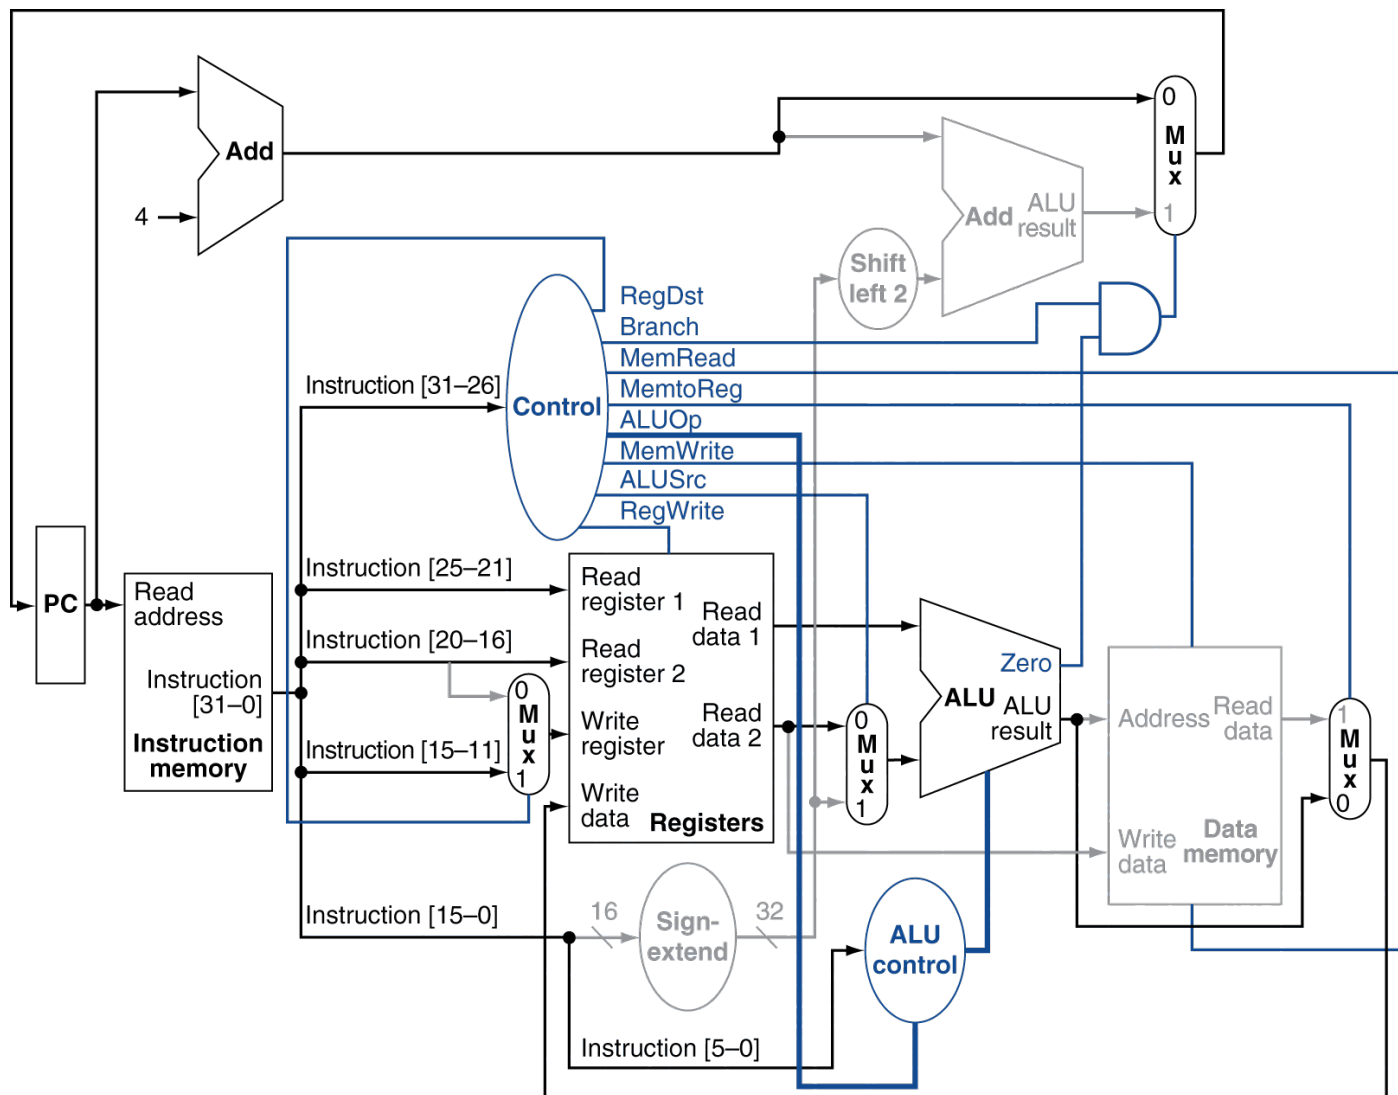 0
M
u
x
1
Add
4
Add
ALU
result
Shift
left 2
RegDst
Branch
MemRead
MemtoReg
ALUOp
MemWrite
ALUSrc
RegWrite
Control
Instruction [31–26]
Instruction [25–21]
Instruction [20–16]
Instruction [15–11]
Instruction [15–0]
Instruction [5–0]
PC
Read
address
Instruction
[31–0]
Instruction
memory
0
M
u
x
1
Read
register 1
Read
register 2
Write
register
Write
data
Read
data 1
Read
data 2
Registers
0
M
u
x
1
Zero
ALU
ALU
result
Address
Read
data
Write
data
Data
memory
1
M
u
x
0
16
Sign-
extend
32
ALU
control